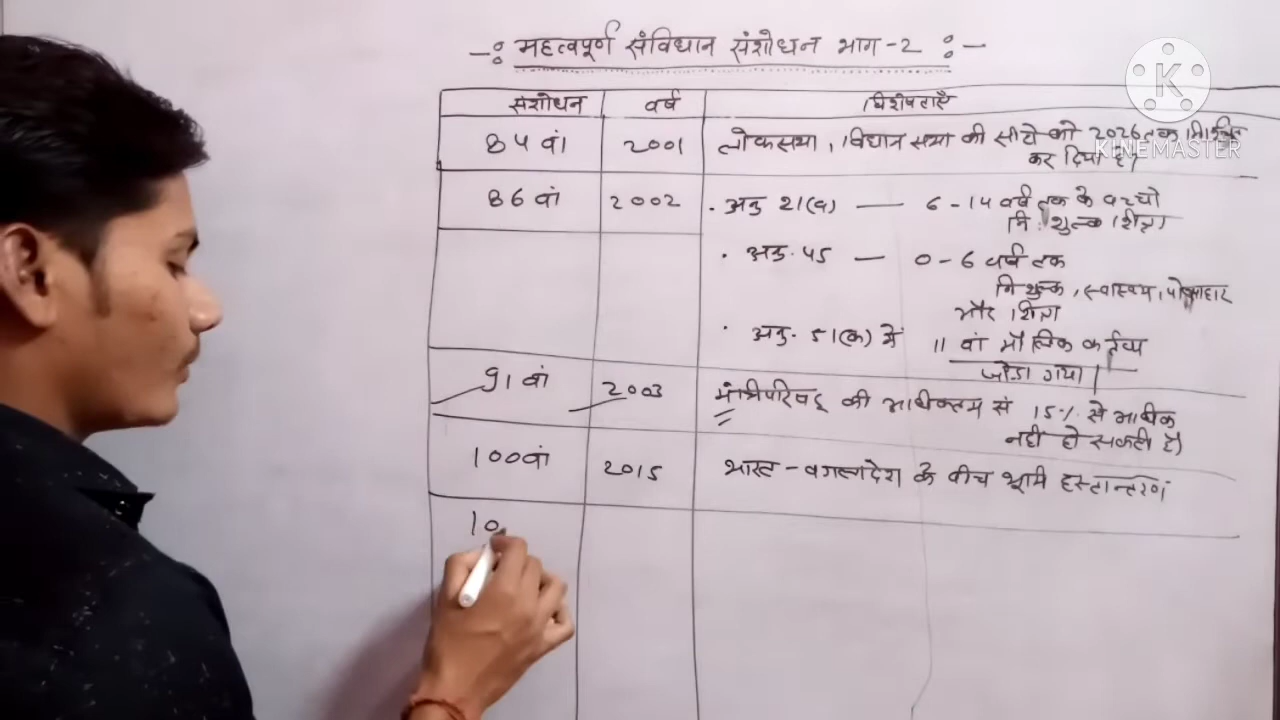 महत्वपूर्ण संविधान संशोधन भाग - 2
संशोधन वर्ष विशेषताएँ
84 वां 2001 लोकसभा, विधान सभा की सीटो को 2026 तक
कर दिया है।
86 वां 2002 . अनु 21(क) — 6 - 14 वर्ष तक के बच्चो
नि:शुल्क शिक्षा
. अनु. 45 — 0 - 6 वर्ष तक
निशुल्क, स्वास्थ्य,
और शिक्षा
. अनु. 51(क) में 11 वां मौलिक कर्तव्य
जोडा गया।
91 वां 2003 मंत्रिपरिषद् की अधिकतम सं 15% से अधिक
नही हो सकती है।
100वां 2015 भारत - बंगलादेश के बीच भूमि हस्तान्तरण
10
K
KINEMASTER